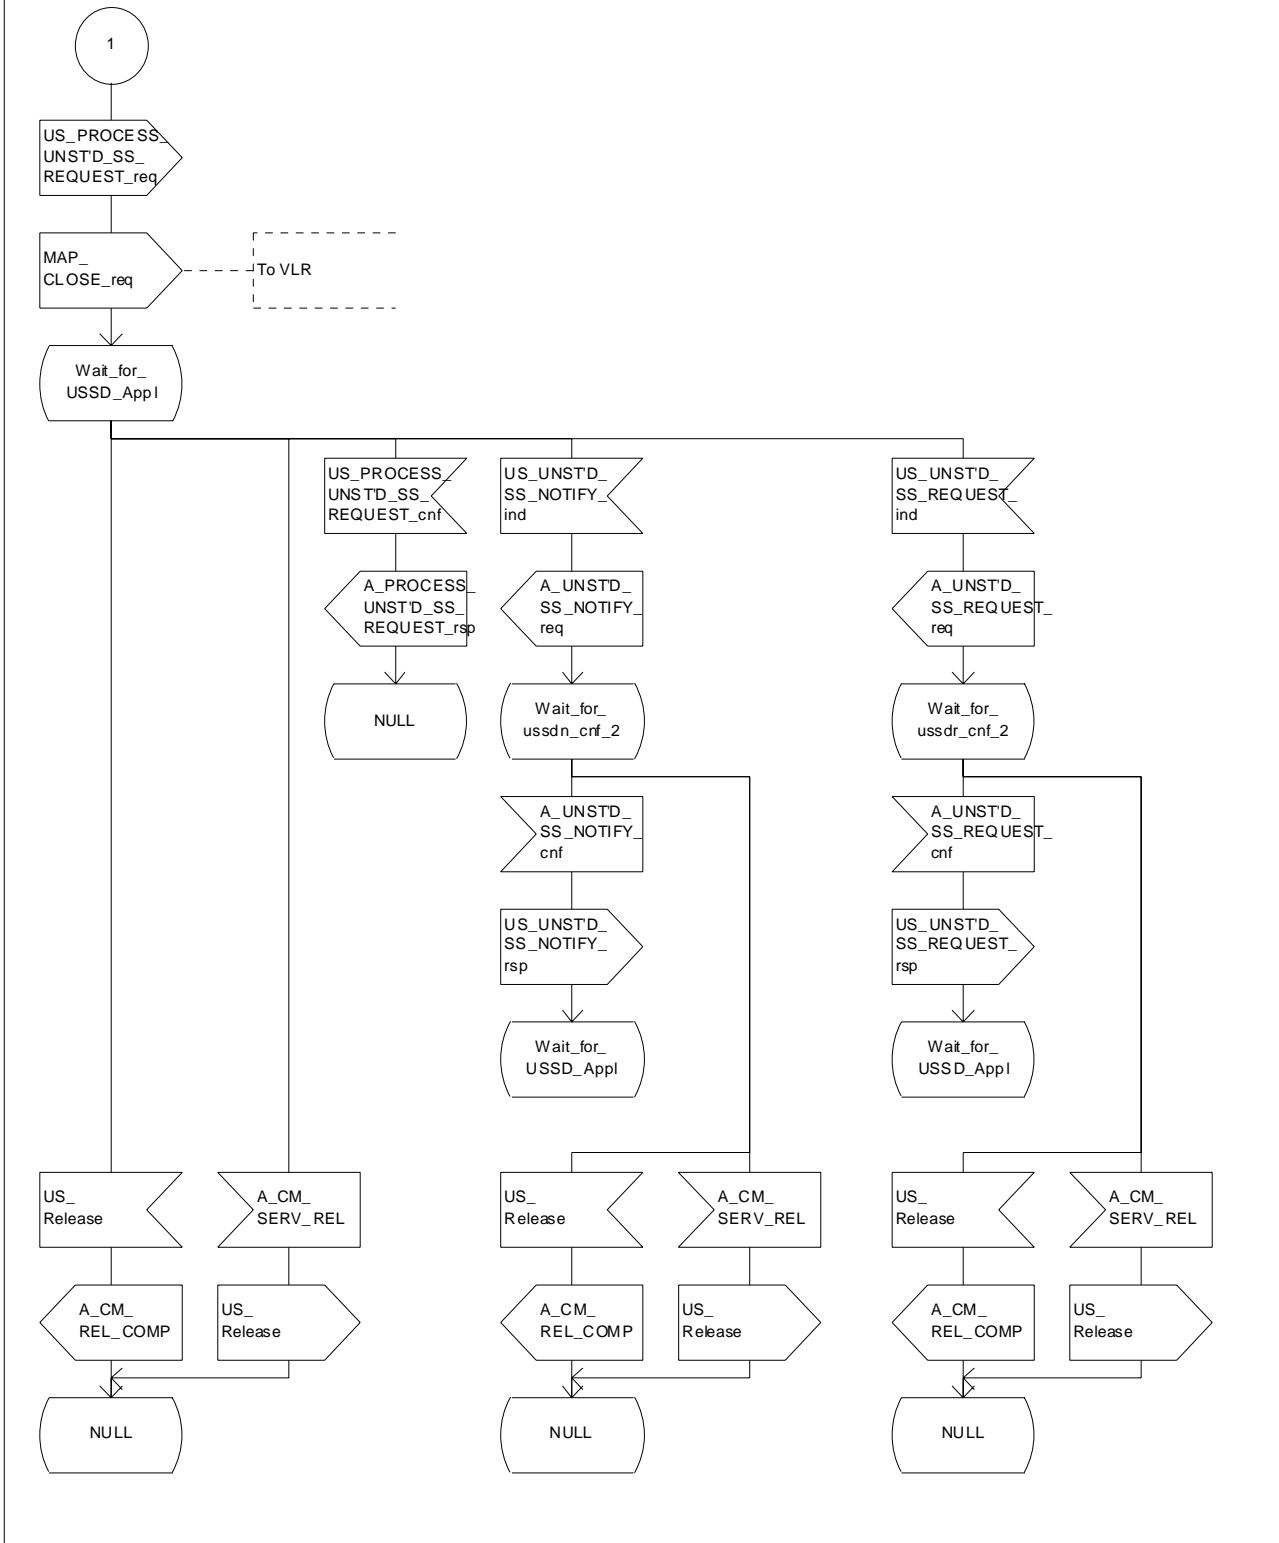 1
US_PROCESS_
UNST'D_SS_
REQUEST_req
MAP_
CLOSE_req
To VLR
Wait_for_
USSD_Appl
US_PROCESS_
UNST'D_SS_
REQUEST_cnf
US_UNST'D_
SS_NOTIFY_
ind
US_UNST'D_
SS_REQUEST_
ind
A_PROCESS_
UNST'D_SS_
REQUEST_rsp
A_UNST'D_
SS_NOTIFY_
req
A_UNST'D_
SS_REQUEST_
req
NULL
Wait_for_
ussdn_cnf_2
Wait_for_
ussdr_cnf_2
A_UNST'D_
SS_NOTIFY_
cnf
A_UNST'D_
SS_REQUEST_
cnf
US_UNST'D_
SS_NOTIFY_
rsp
US_UNST'D_
SS_REQUEST_
rsp
Wait_for_
USSD_Appl
Wait_for_
USSD_Appl
US_
Release
A_CM_
SERV_REL
US_
Release
A_CM_
SERV_REL
US_
Release
A_CM_
SERV_REL
A_CM_
REL_COMP
US_
Release
A_CM_
REL_COMP
US_
Release
A_CM_
REL_COMP
US_
Release
NULL
NULL
NULL